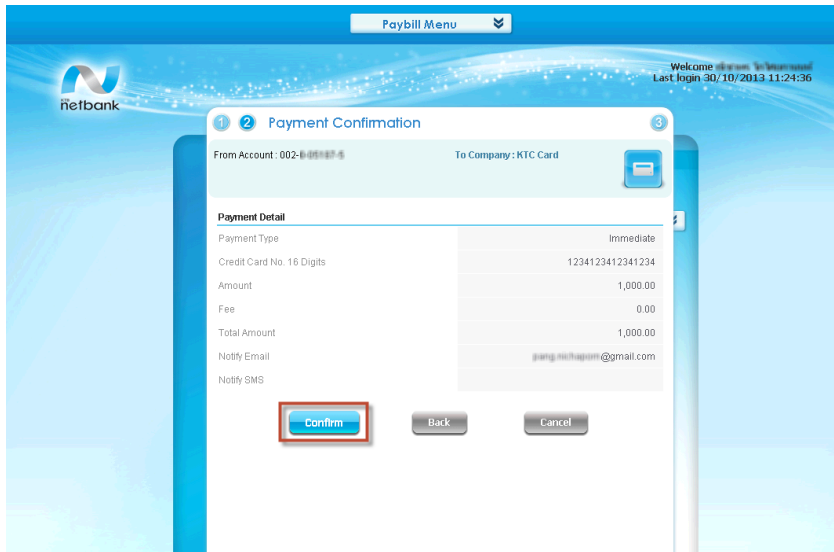 Paybill Menu
Welcome
Last login 30/10/2013 11:24:36
KTB
netbank
1 2 Payment Confirmation 3
From Account : 002- To Company : KTC Card
Payment Detail
Payment Type Immediate
Credit Card No. 16 Digits 1234123412341234
Amount 1,000.00
Fee 0.00
Total Amount 1,000.00
Notify Email @gmail.com
Notify SMS
Confirm Back Cancel